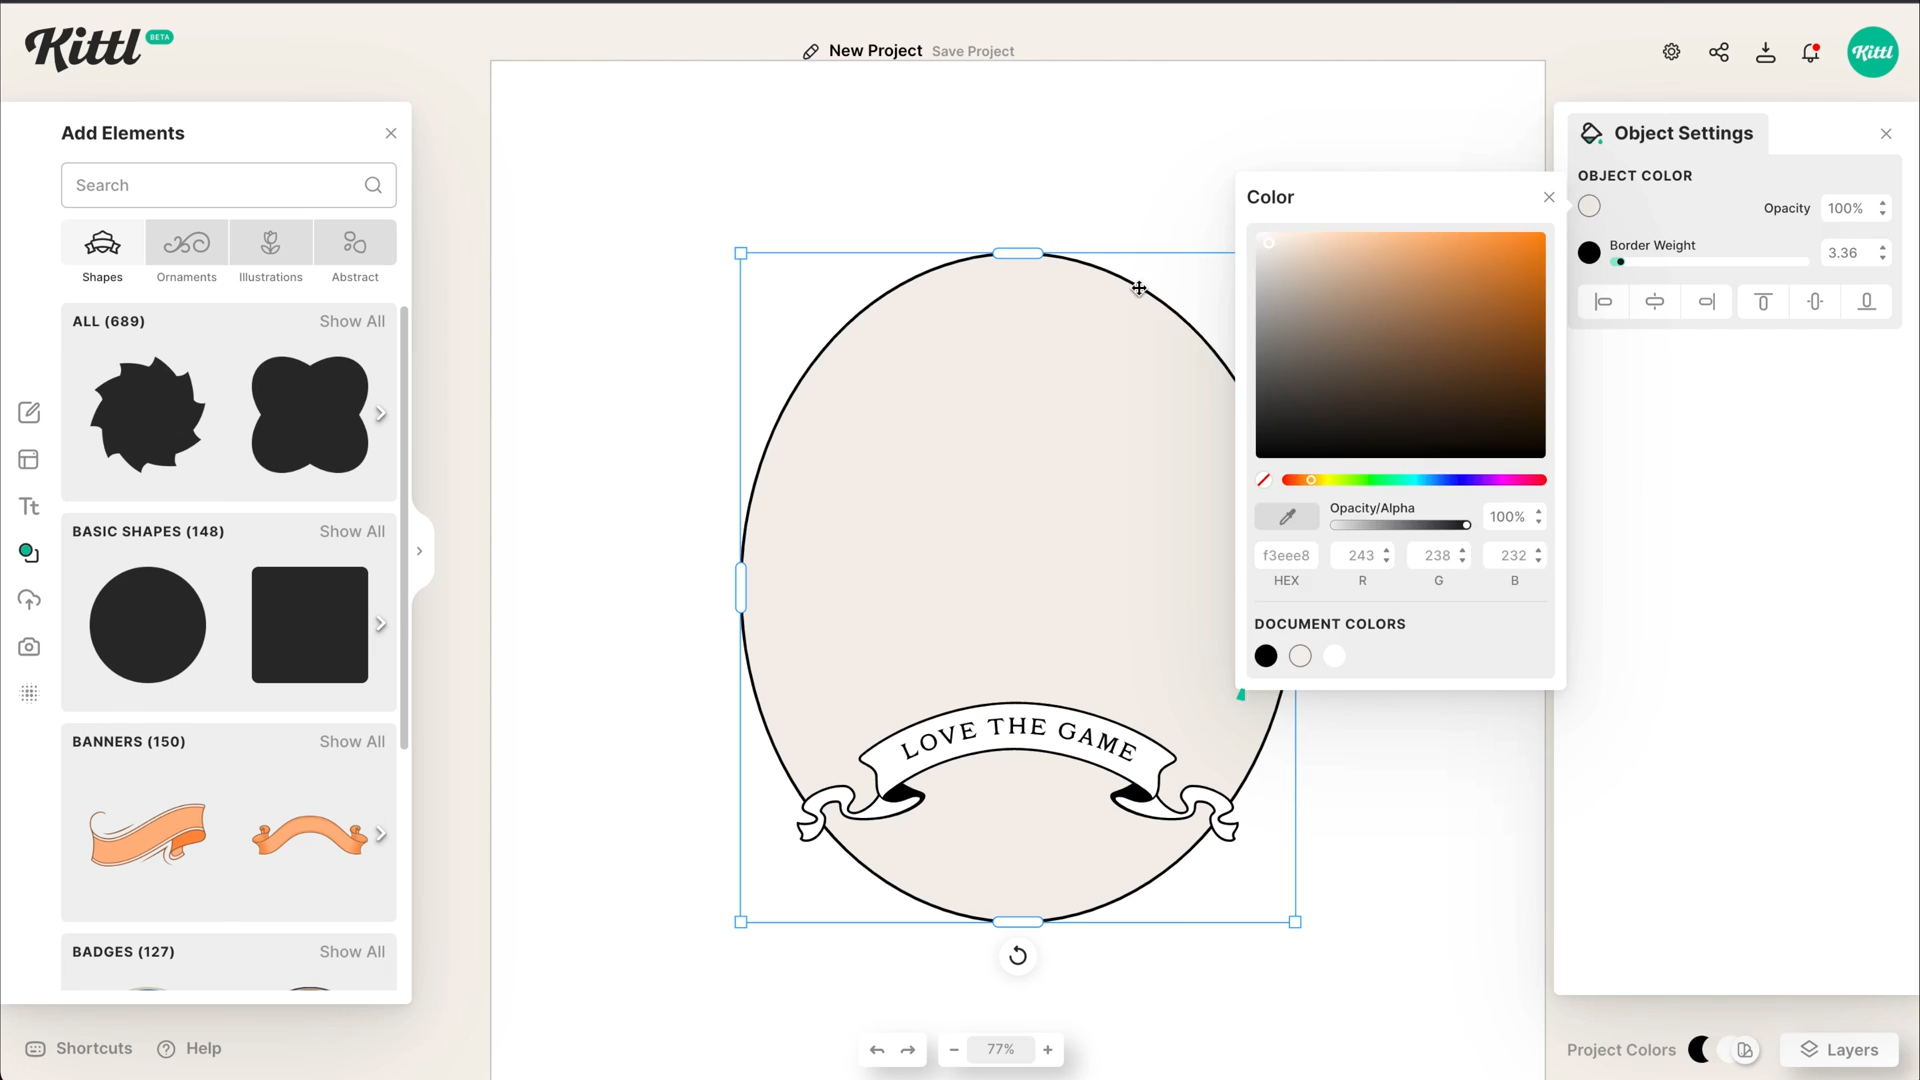 Kittl BETA
New Project Save Project
Kittl
Add Elements
Search
Shapes Ornaments Illustrations Abstract
ALL (689) Show All
BASIC SHAPES (148) Show All
BANNERS (150) Show All
BADGES (127) Show All
Tt
LOVE THE GAME
Color
Opacity/Alpha
100%
f3eee8 243 238 232
HEX R G B
DOCUMENT COLORS
Object Settings
OBJECT COLOR
Opacity 100%
Border Weight 3.36
Shortcuts Help
77%
Project Colors
Layers